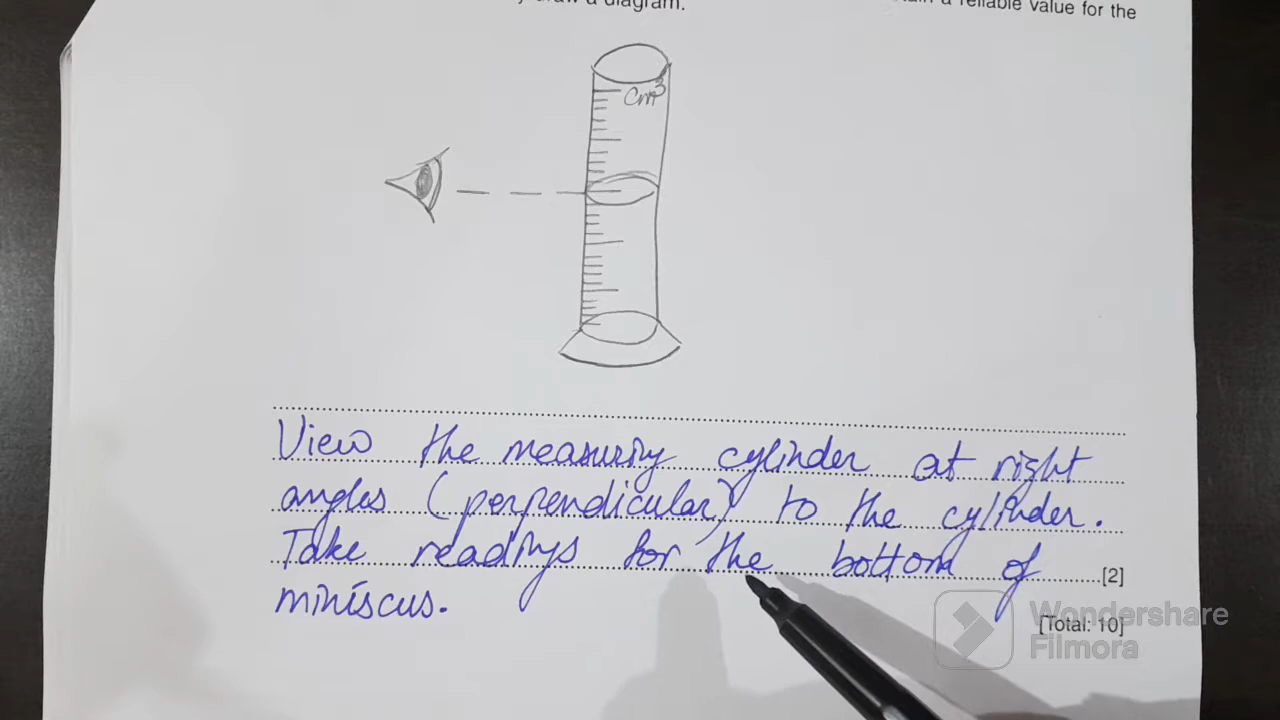 draw a diagram.
a reliable value for the
Cm³
View the measuring cylinder at right
angles (perpendicular) to the cylinder.
Take readings for the bottom of
[2]
miniscus.
[Total: 10]
Wondershare
Filmora